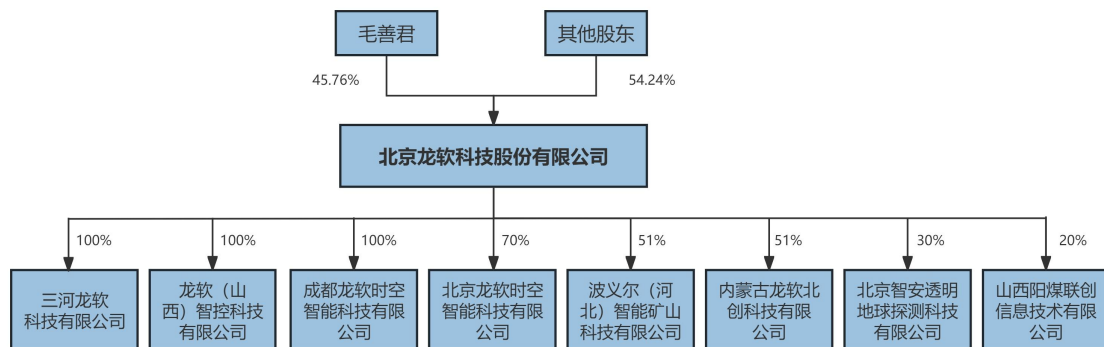 毛善君
其他股东
45.76%
54.24%
北京龙软科技股份有限公司
100%
100%
100%
70%
51%
51%
30%
20%
三河龙软
科技有限公司
龙软（山
西）智控科技
有限公司
成都龙软时空
智能科技有限公司
北京龙软时空
智能科技有限公司
波义尔（河
北）智能矿山
科技有限公司
内蒙古龙软北
创科技有限公
司
北京智安透明
地球探测科技
有限公司
山西阳煤联创
信息技术有限
公司